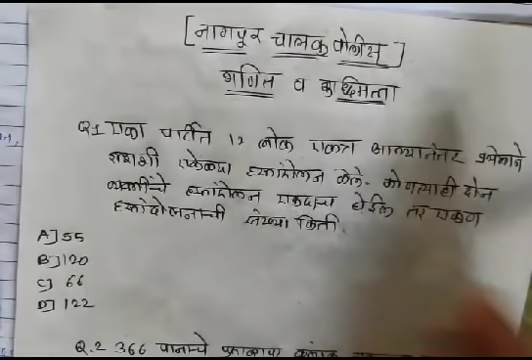 [नागपूर चालक पोलीस]
गणित व बुद्धिमत्ता
Q1 एका पार्टीत 12 लोक एकत्र आल्यानंतर प्रत्येकाने
सर्वांशी एकेकदा हस्तांदोलन केले. कोणत्याही दोन
व्यक्तींचे हस्तांदोलन एकदाच होईल तर एकूण
हस्तांदोलनाची संख्या किती.
A] 55
B] 120
C] 66
D] 122
Q.2 366 पानाचे